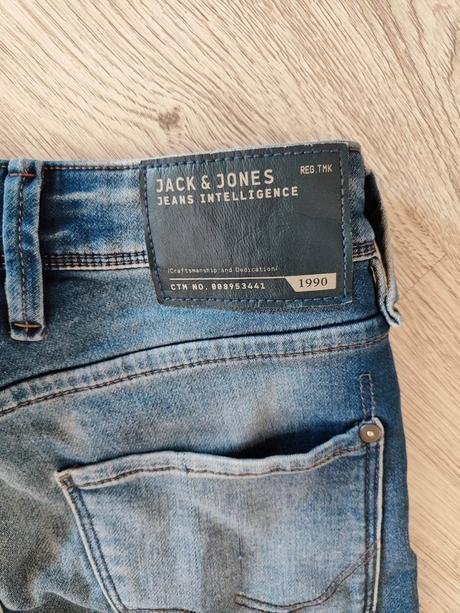 JACK & JONES
REG.TMK
JEANS INTELLIGENCE
/Craftsmanship and Dedication/
CTM NO. 008953441
1990